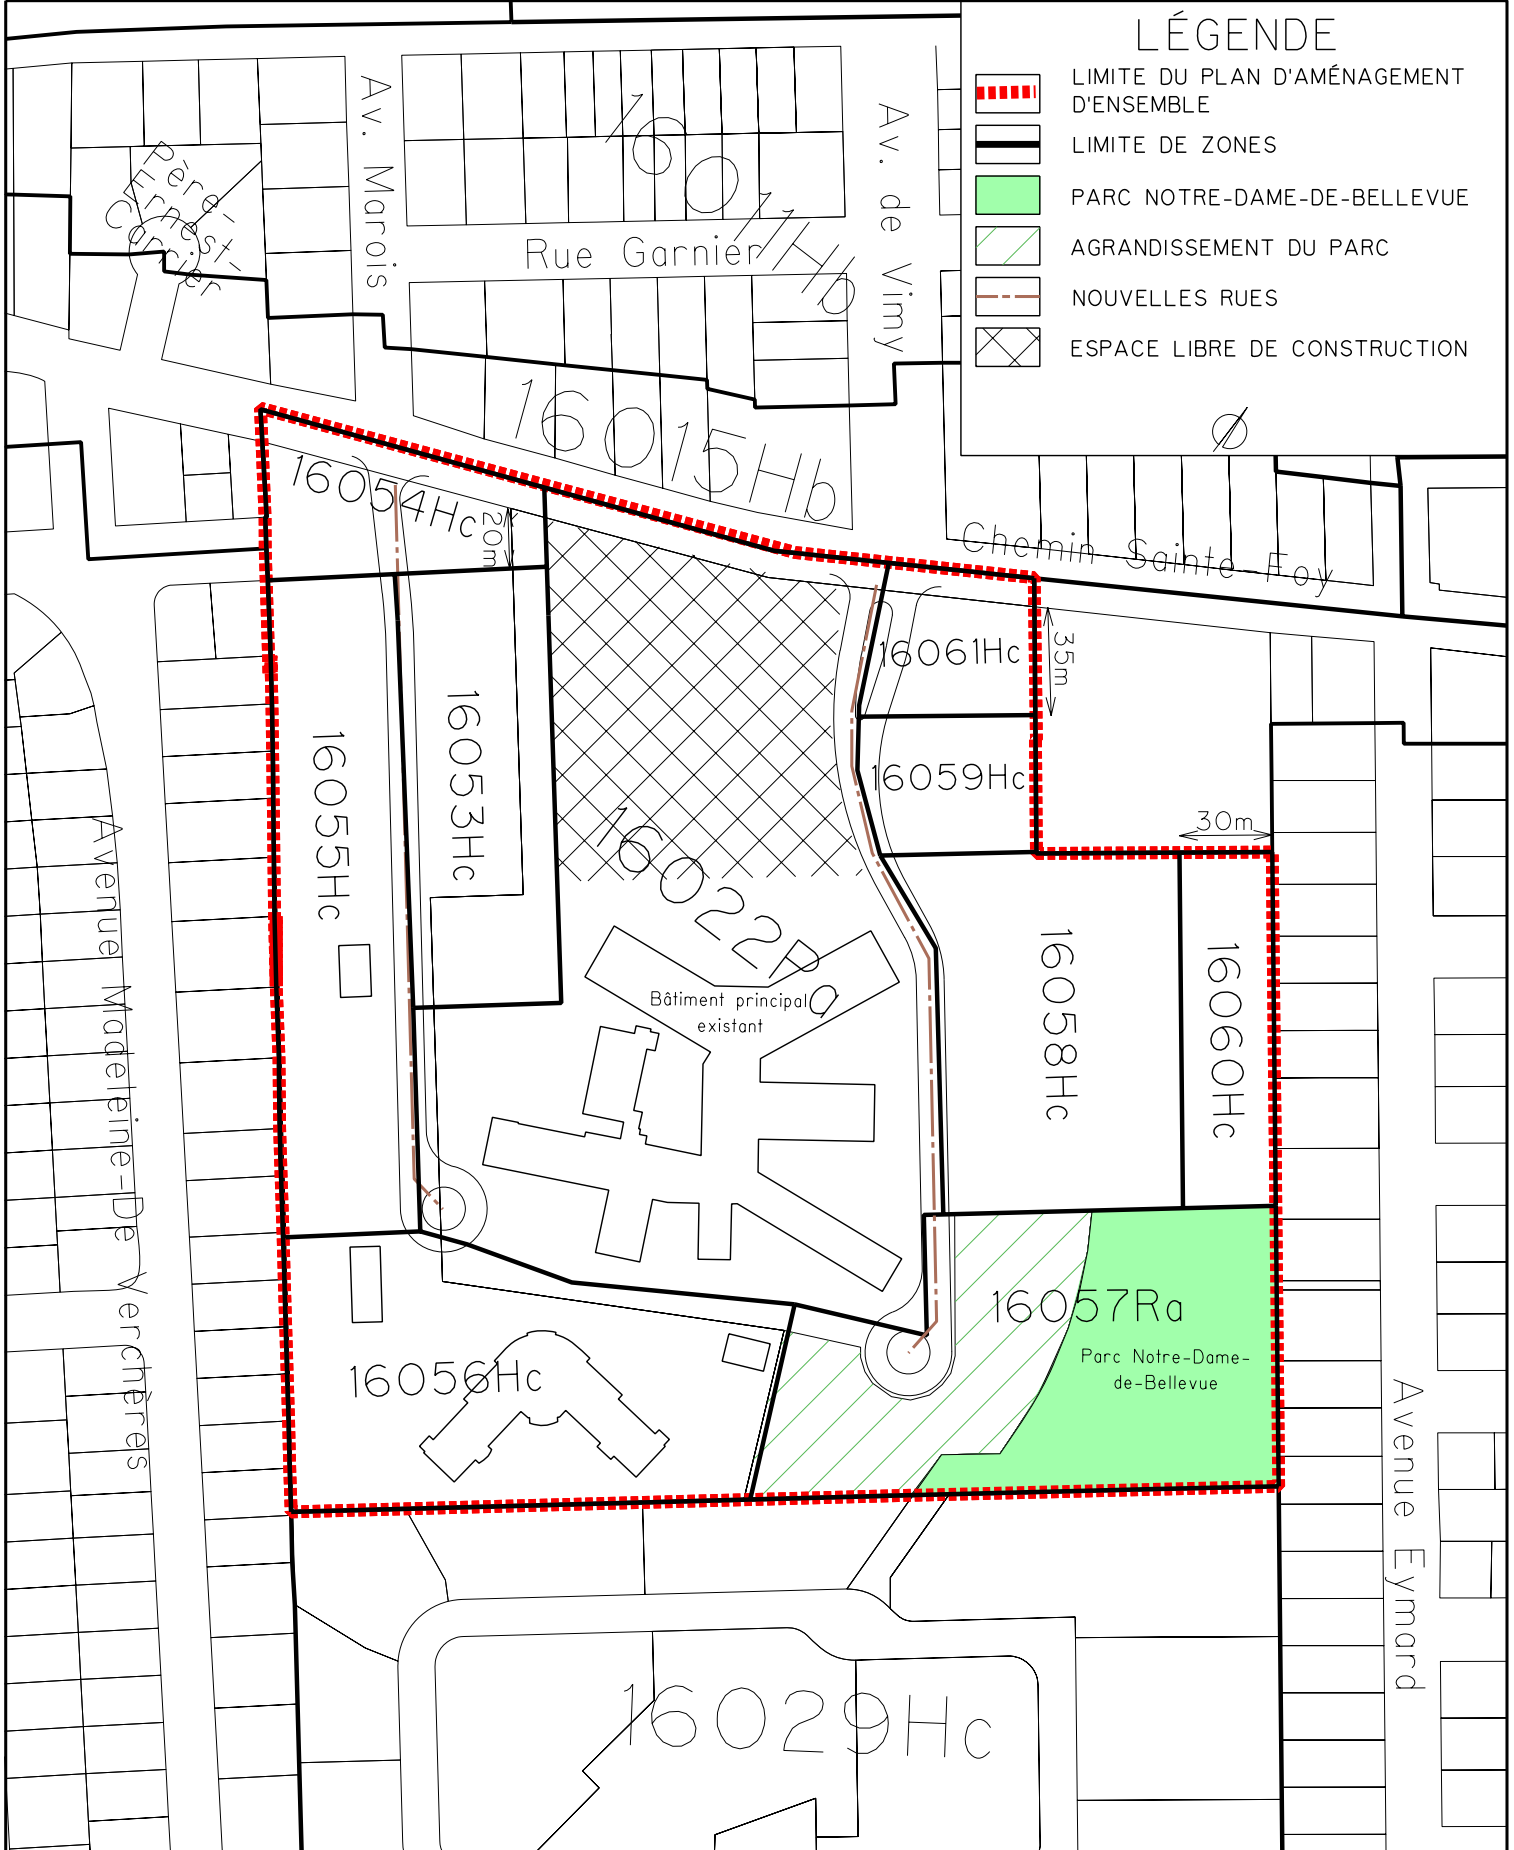 LÉGENDE
LIMITE DU PLAN D'AMÉNAGEMENT
D'ENSEMBLE
LIMITE DE ZONES
PARC NOTRE-DAME-DE-BELLEVUE
AGRANDISSEMENT DU PARC
NOUVELLES RUES
ESPACE LIBRE DE CONSTRUCTION
Père-
Ernest-
Carrier
Av. Marois
16011Hb
Av. de Vimy
Rue Garnier
16015Hb
16054Hc
20m
Chemin Sainte-Foy
16061Hc
35m
16055Hc
16053Hc
16059Hc
30m
16022Pa
Avenue Madeleine-De Verchères
Bâtiment principal
existant
16058Hc
16060Hc
16057Ra
Parc Notre-Dame-
de-Bellevue
16056Hc
Avenue Eymard
16029Hc